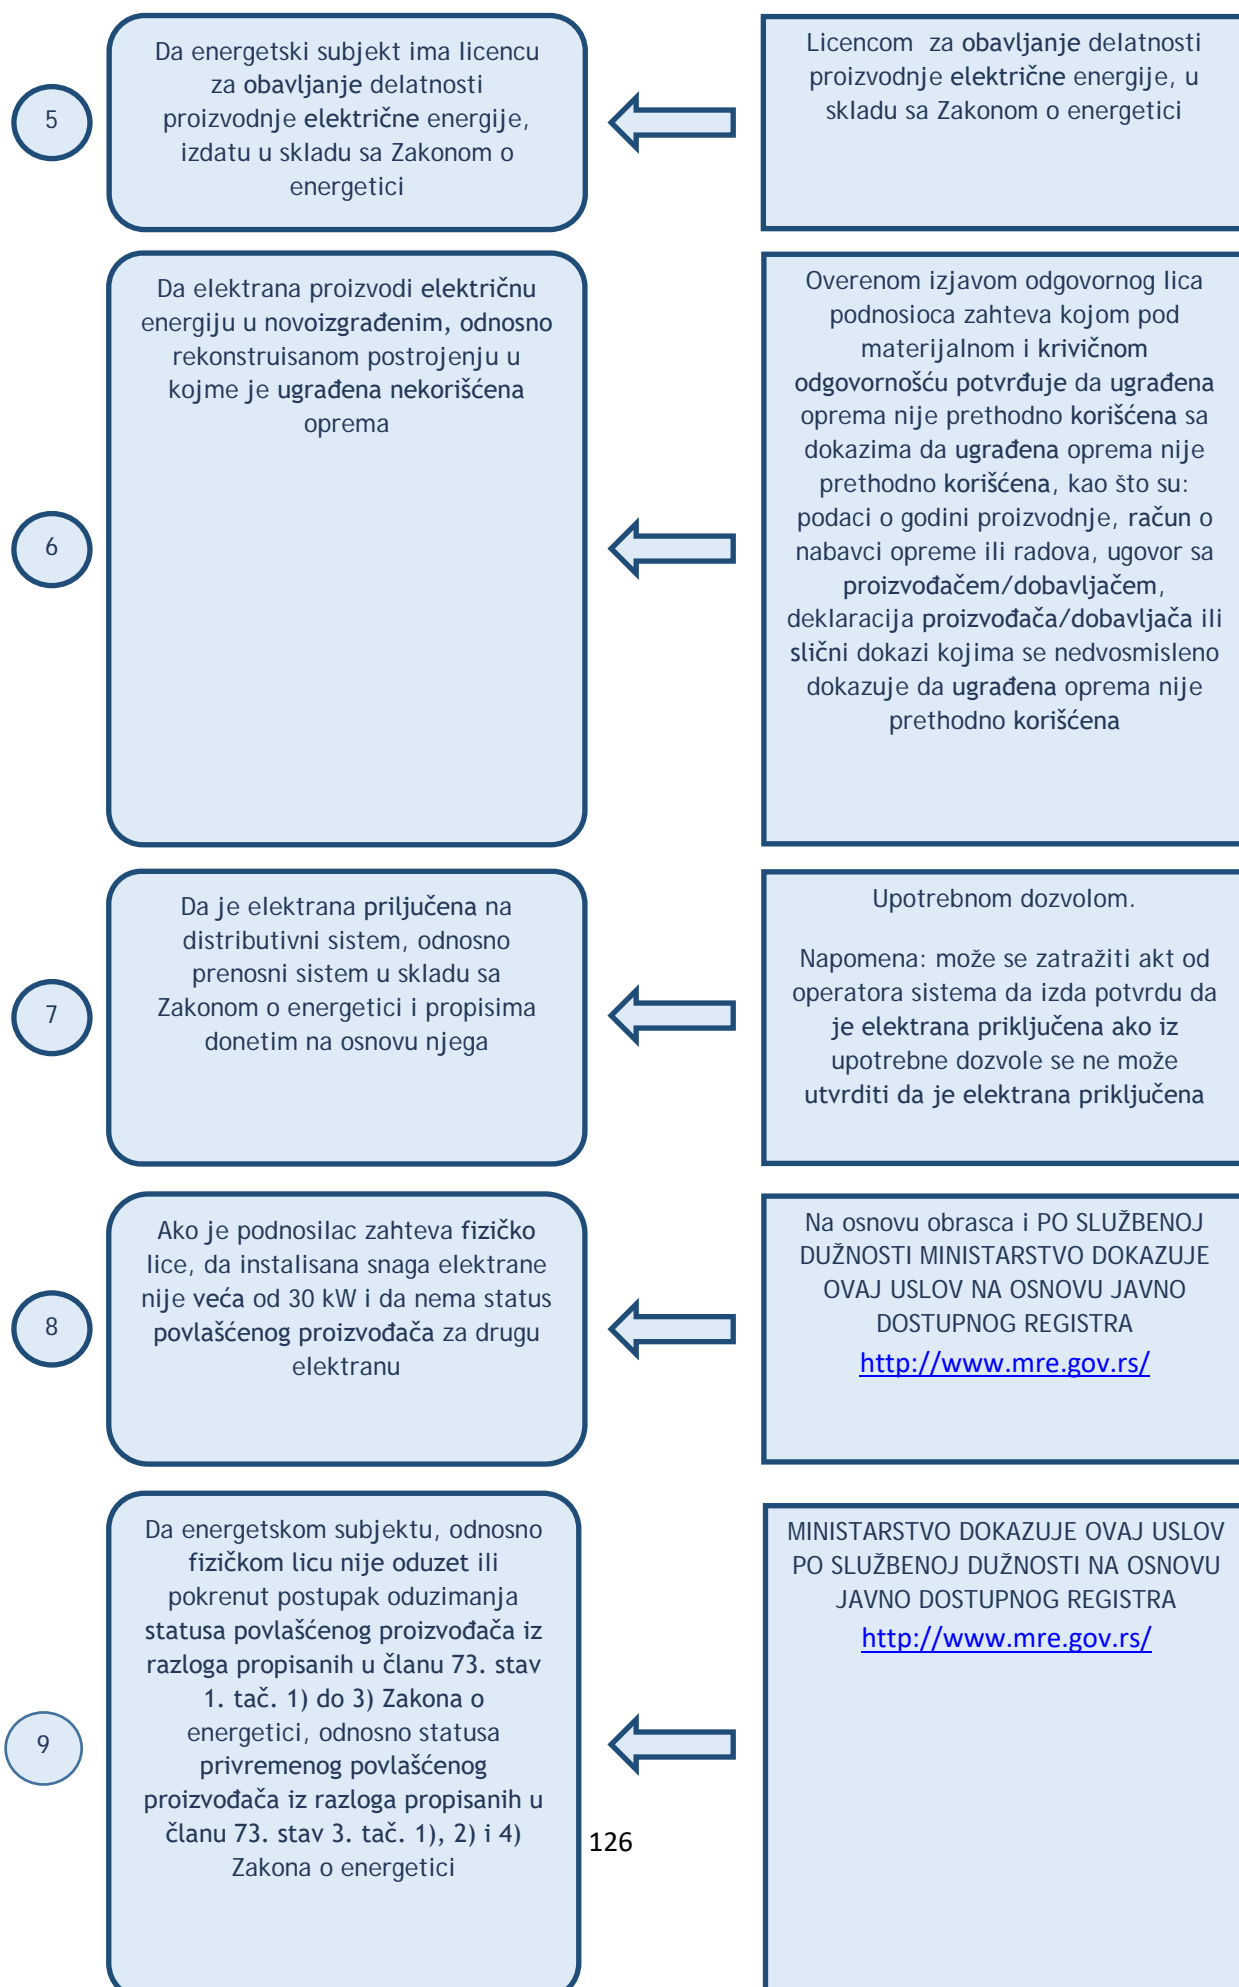 5
Da energetski subjekt ima licencu
za obavljanje delatnosti
proizvodnje električne energije,
izdatu u skladu sa Zakonom o
energetici
Licencom za obavljanje delatnosti
proizvodnje električne energije, u
skladu sa Zakonom o energetici
6
Da elektrana proizvodi električnu
energiju u novoizgrađenim, odnosno
rekonstruisanom postrojenju u
kojme je ugrađena nekorišćena
oprema
Overenom izjavom odgovornog lica
podnosioca zahteva kojom pod
materijalnom i krivičnom
odgovornošću potvrđuje da ugrađena
oprema nije prethodno korišćena sa
dokazima da ugrađena oprema nije
prethodno korišćena, kao što su:
podaci o godini proizvodnje, račun o
nabavci opreme ili radova, ugovor sa
proizvođačem/dobavljačem,
deklaracija proizvođača/dobavljača ili
slični dokazi kojima se nedvosmisleno
dokazuje da ugrađena oprema nije
prethodno korišćena
7
Da je elektrana priljučena na
distributivni sistem, odnosno
prenosni sistem u skladu sa
Zakonom o energetici i propisima
donetim na osnovu njega
Upotrebnom dozvolom.
Napomena: može se zatražiti akt od
operatora sistema da izda potvrdu da
je elektrana priključena ako iz
upotrebne dozvole se ne može
utvrditi da je elektrana priključena
8
Ako je podnosilac zahteva fizičko
lice, da instalisana snaga elektrane
nije veća od 30 kW i da nema status
povlašćenog proizvođača za drugu
elektranu
Na osnovu obrasca i PO SLUŽBENOJ
DUŽNOSTI MINISTARSTVO DOKAZUJE
OVAJ USLOV NA OSNOVU JAVNO
DOSTUPNOG REGISTRA
http://www.mre.gov.rs/
9
Da energetskom subjektu, odnosno
fizičkom licu nije oduzet ili
pokrenut postupak oduzimanja
statusa povlašćenog proizvođača iz
razloga propisanih u članu 73. stav
1. tač. 1) do 3) Zakona o
energetici, odnosno statusa
privremenog povlašćenog
proizvođača iz razloga propisanih u
članu 73. stav 3. tač. 1), 2) i 4)
Zakona o energetici
MINISTARSTVO DOKAZUJE OVAJ USLOV
PO SLUŽBENOJ DUŽNOSTI NA OSNOVU
JAVNO DOSTUPNOG REGISTRA
http://www.mre.gov.rs/
126